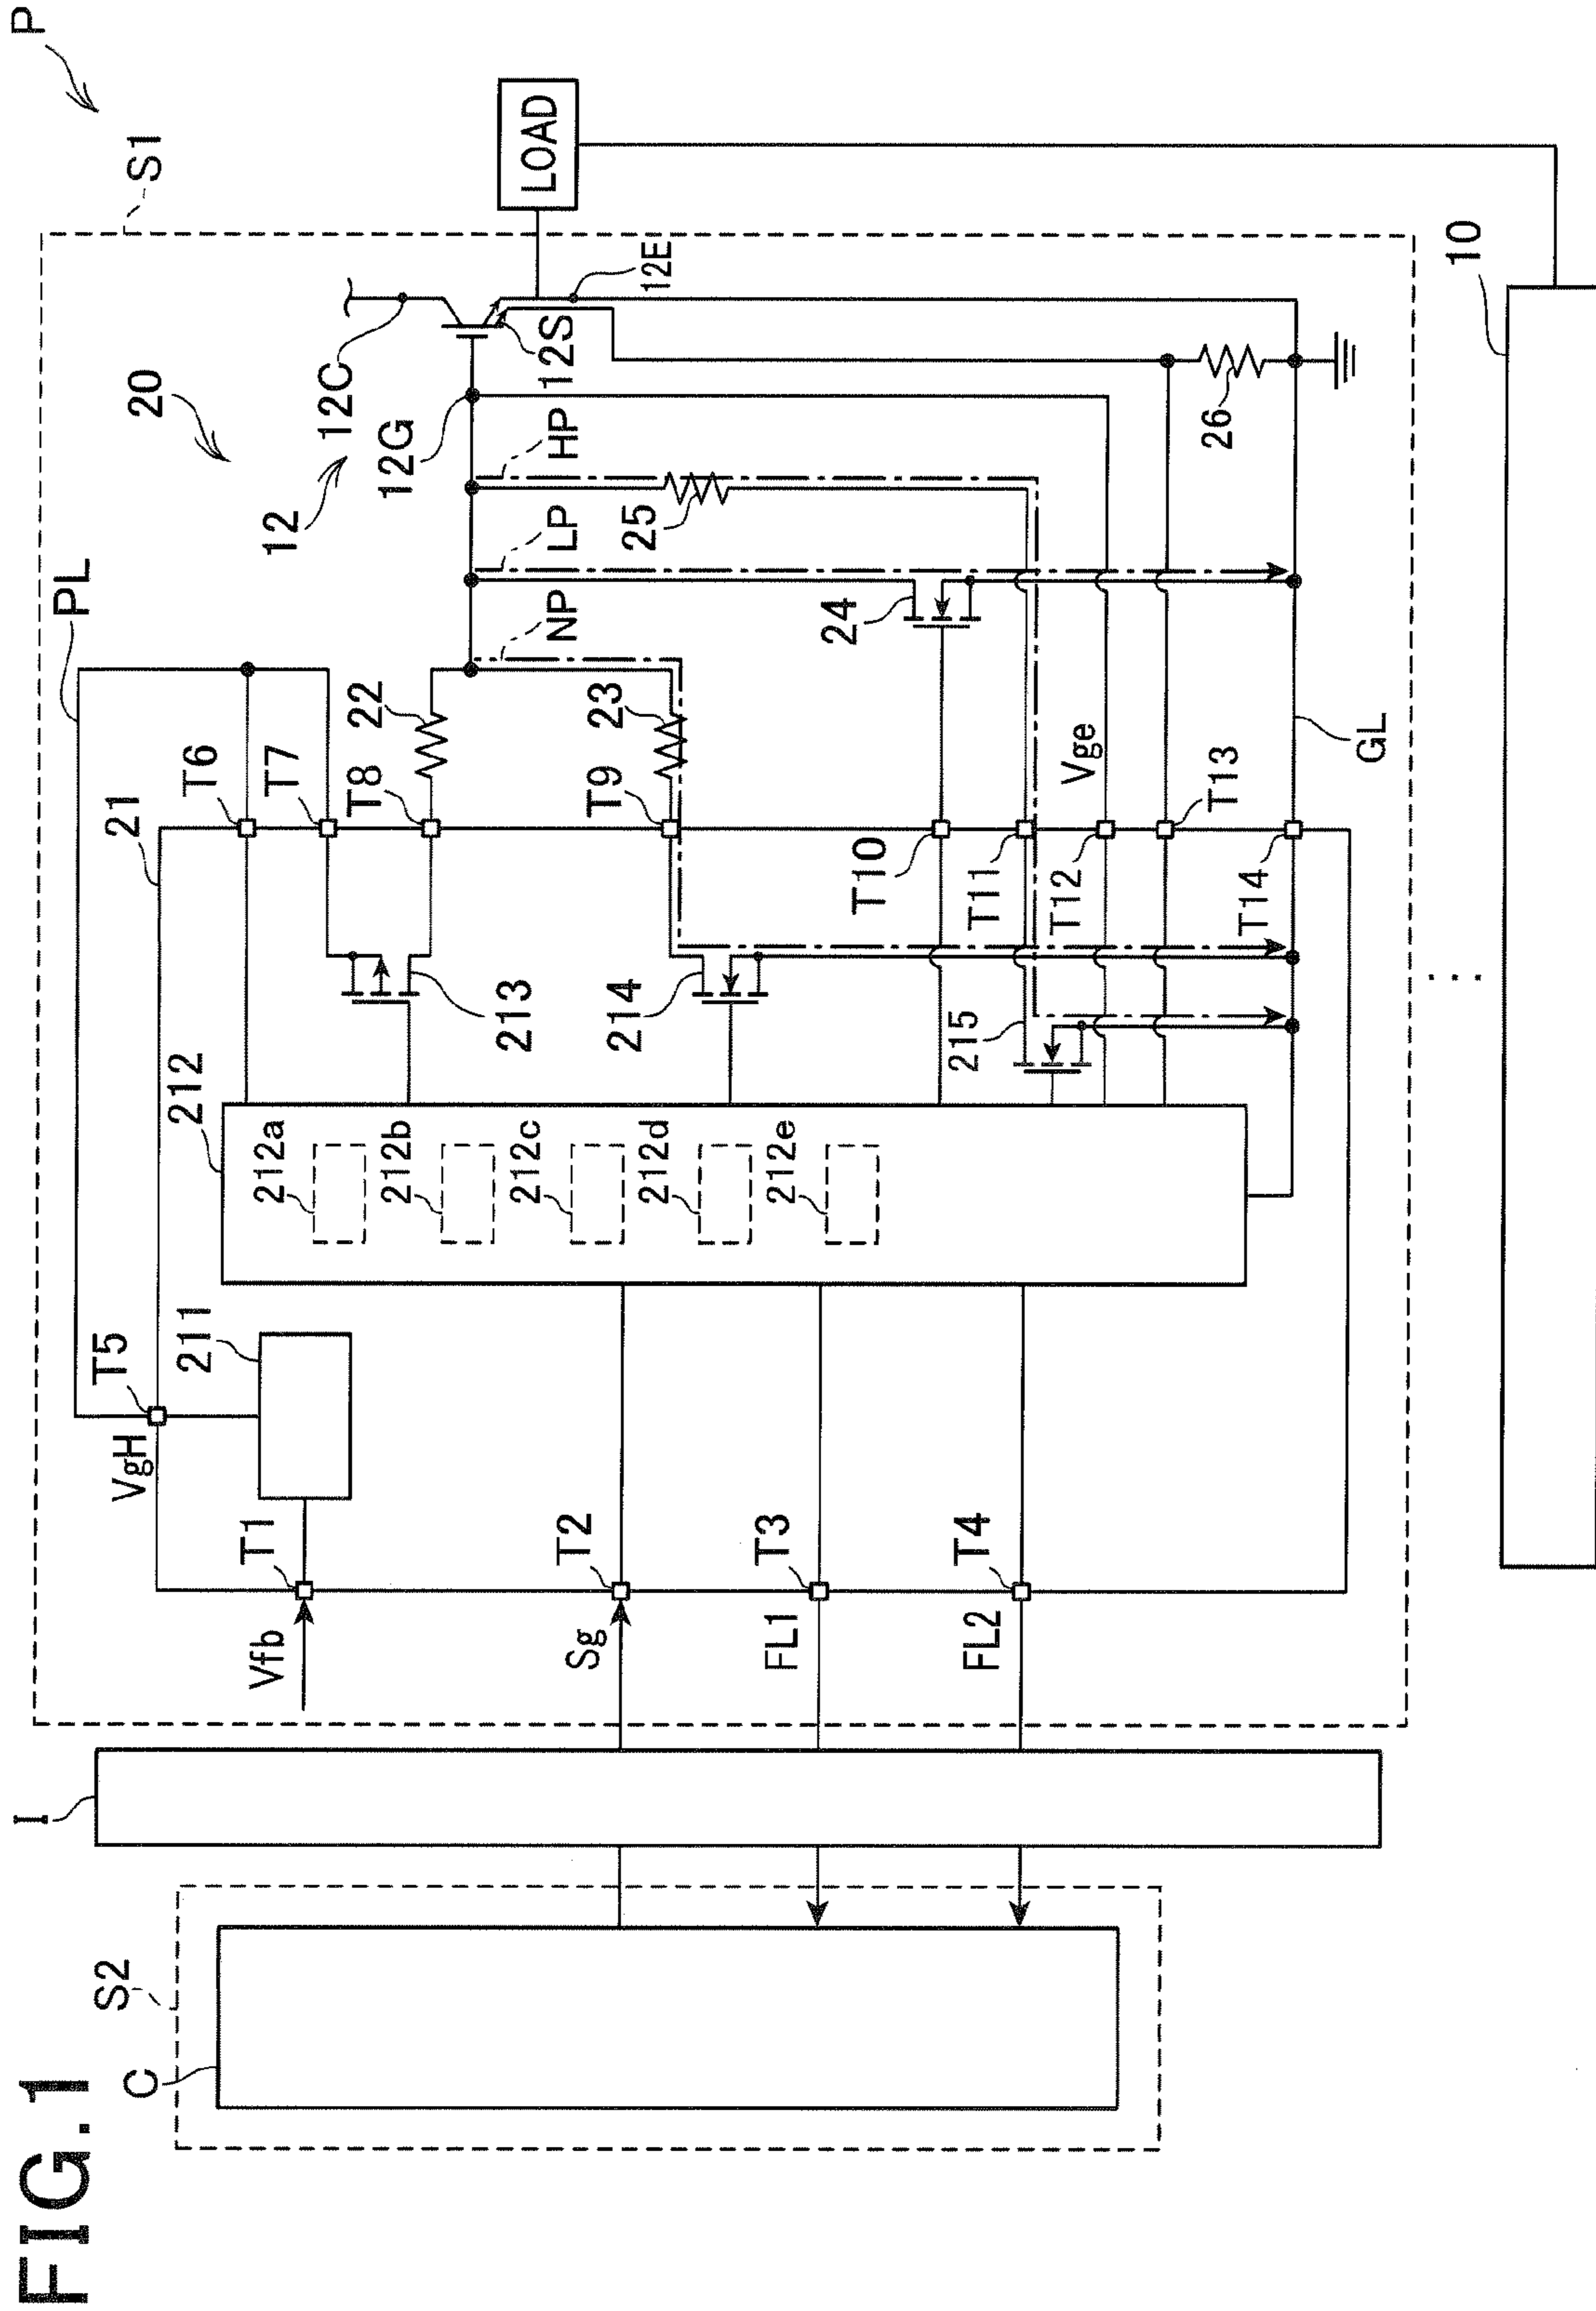 FIG.1
P
S1
S2
C
I
20
PL
12
12C
12G
12S
12E
LOAD
HP
LP
NP
21
T6
T7
T8
T9
22
23
24
25
26
T10
T11
T12
T13
T14
Vge
GL
10
212
213
214
215
212a
212b
212c
212d
212e
T5
VgH
211
T1
T2
T3
T4
Vfb
Sg
FL1
FL2